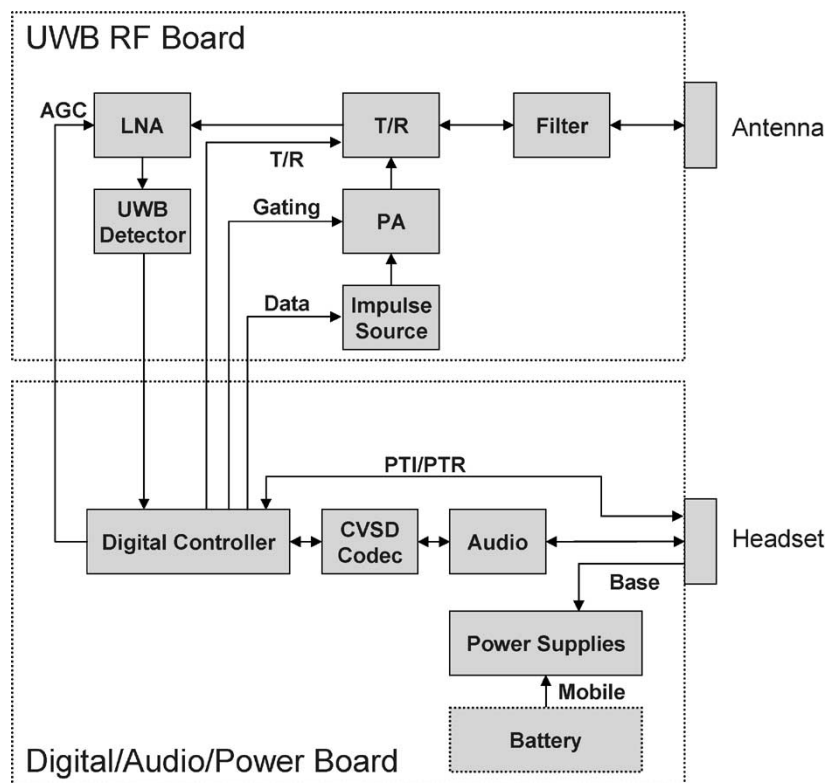 UWB RF Board
AGC
LNA
T/R
Filter
Antenna
T/R
UWB
Detector
Gating
PA
Data
Impulse
Source
PTI/PTR
Digital Controller
CVSD
Codec
Audio
Headset
Base
Power Supplies
Mobile
Battery
Digital/Audio/Power Board